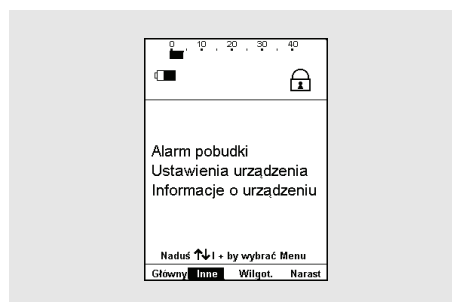 0 . 10 . 20 . 30 . 40
Alarm pobudki
Ustawienia urządzenia
Informacje o urządzeniu
Naduś ↑↓ I + by wybrać Menu
Główny Inne Wilgot. Narast